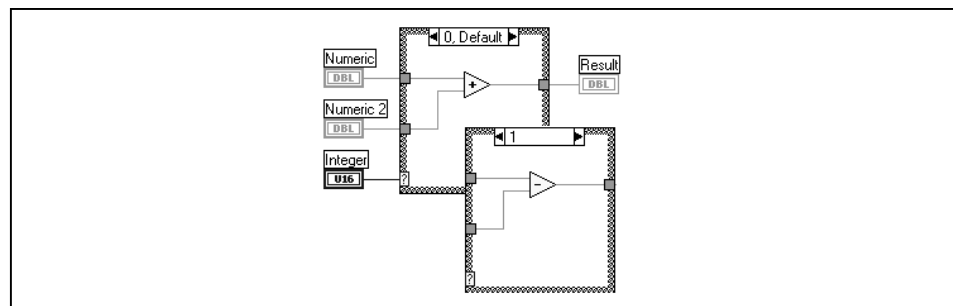 0, Default
Numeric
DBL
+
Result
DBL
Numeric 2
DBL
1
Integer
U16
?
-
?